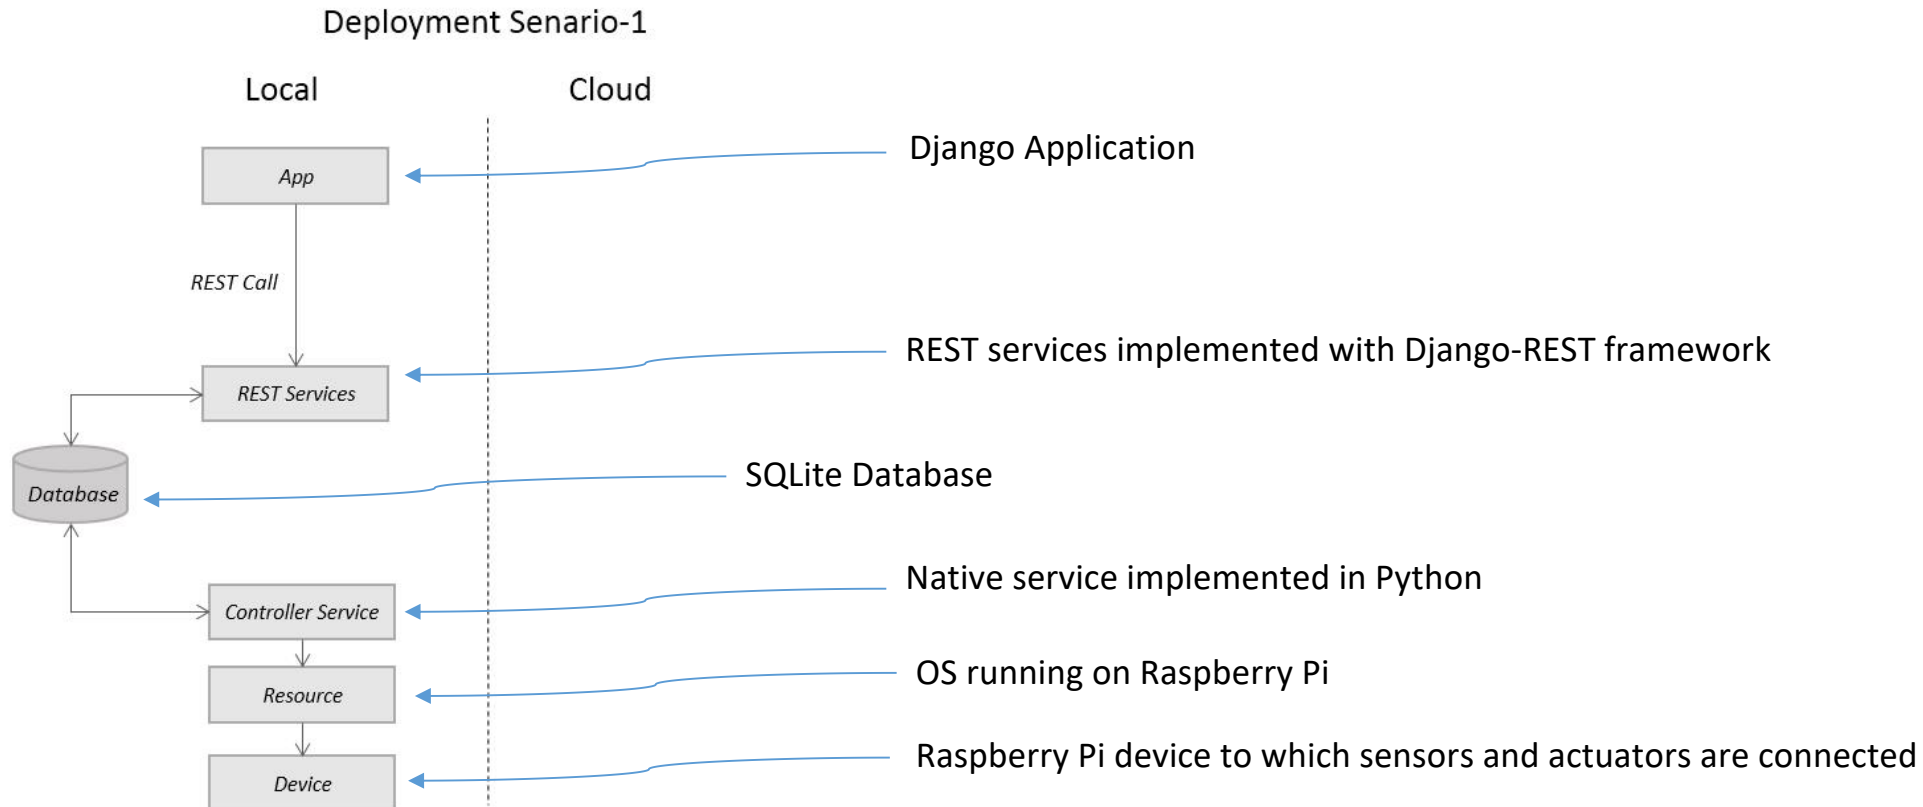 Deployment Senario-1
Local
Cloud
App
Django Application
REST Call
REST services implemented with Django-REST framework
REST Services
Database
SQLite Database
Native service implemented in Python
Controller Service
OS running on Raspberry Pi
Resource
Raspberry Pi device to which sensors and actuators are connected
Device